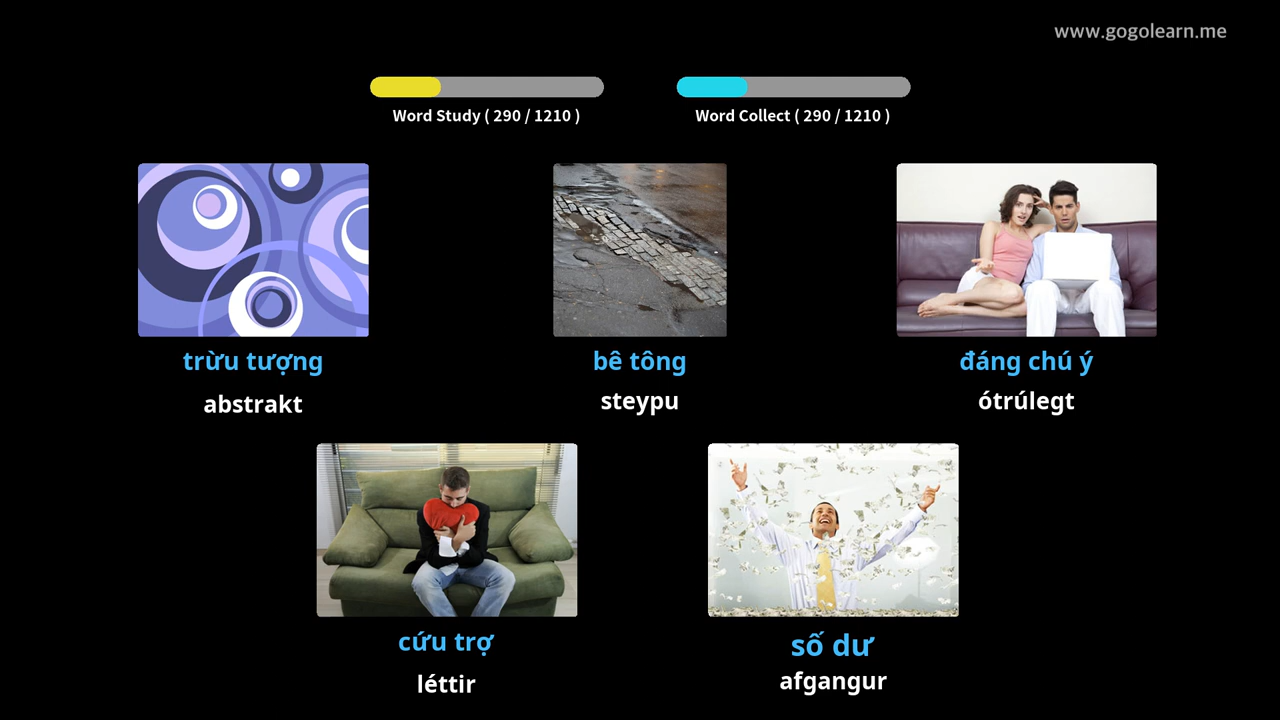 www.gogolearn.me
Word Study ( 290 / 1210 )
Word Collect ( 290 / 1210 )
trừu tượng
abstrakt
bê tông
steypu
đáng chú ý
ótrúlegt
cứu trợ
léttir
số dư
afgangur